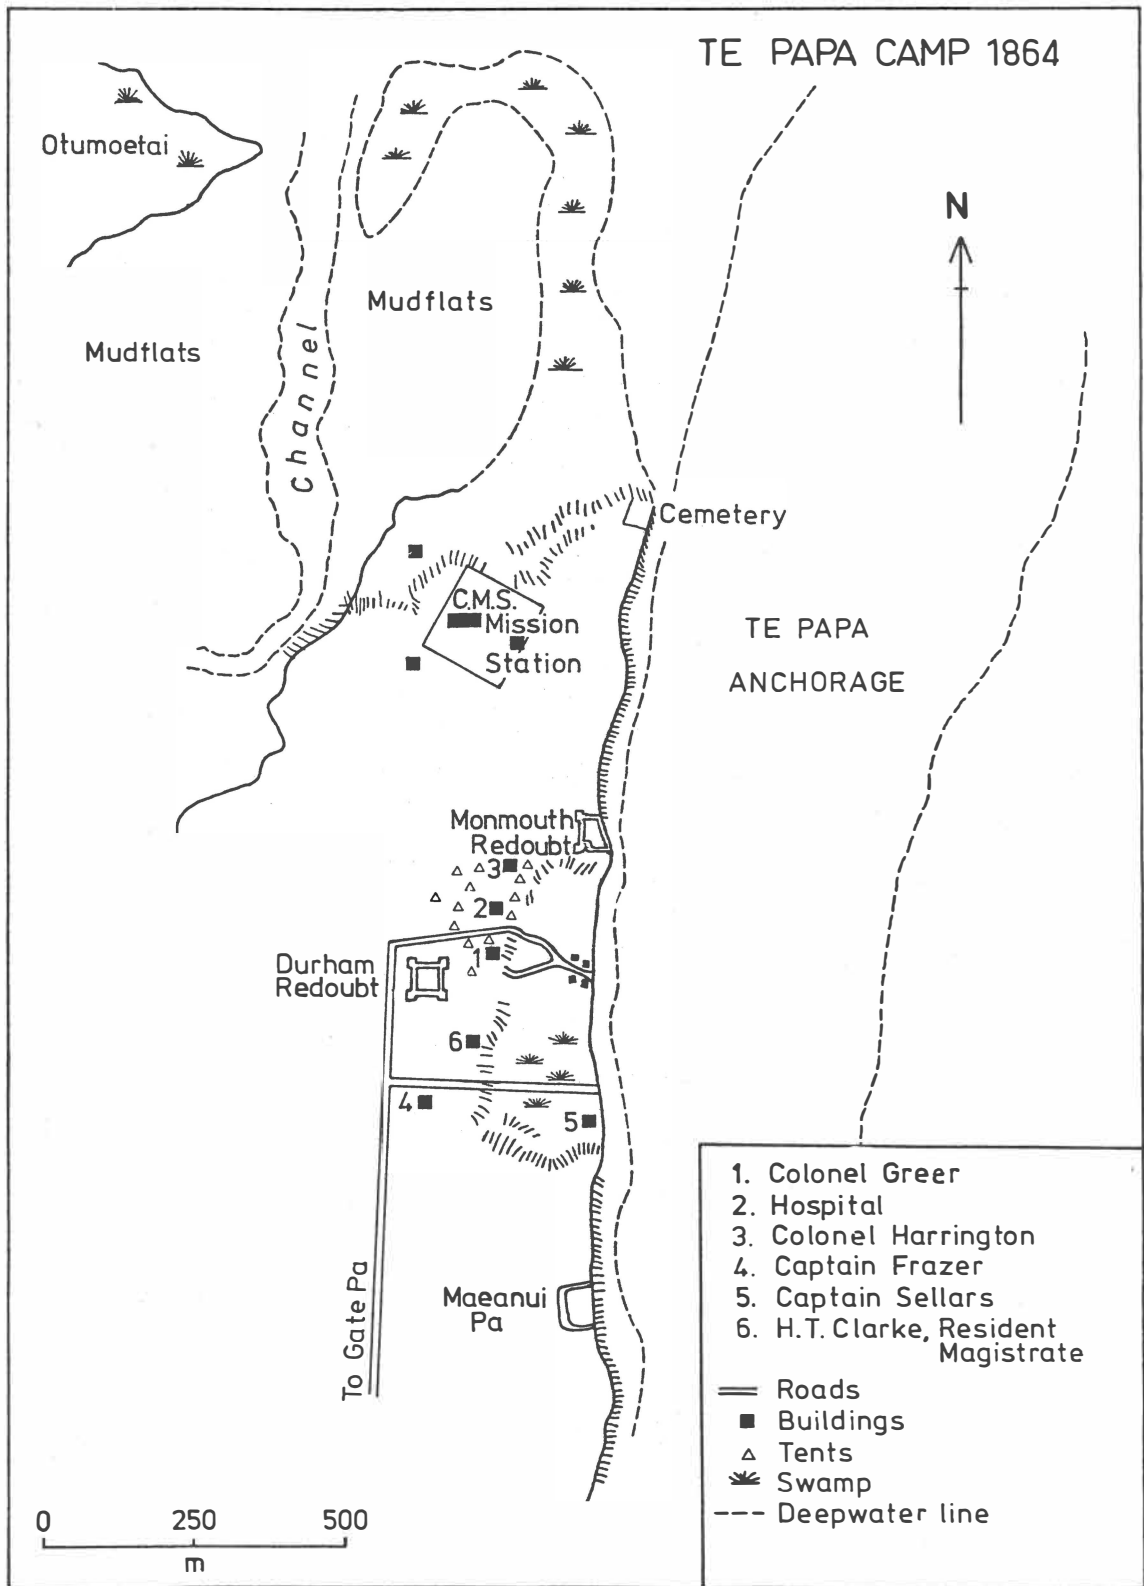 TE PAPA CAMP 1864
Otumoetai
N
Mudflats
Mudflats
Channel
Cemetery
C.M.S.
Mission
Station
TE PAPA
ANCHORAGE
Monmouth
Redoubt
3
2
1
Durham
Redoubt
6
4
5
To Gate Pa
Maeanui
Pa
1. Colonel Greer
2. Hospital
3. Colonel Harrington
4. Captain Frazer
5. Captain Sellars
6. H.T. Clarke, Resident
Magistrate
Roads
Buildings
Tents
Swamp
Deepwater line
0 250 500
m